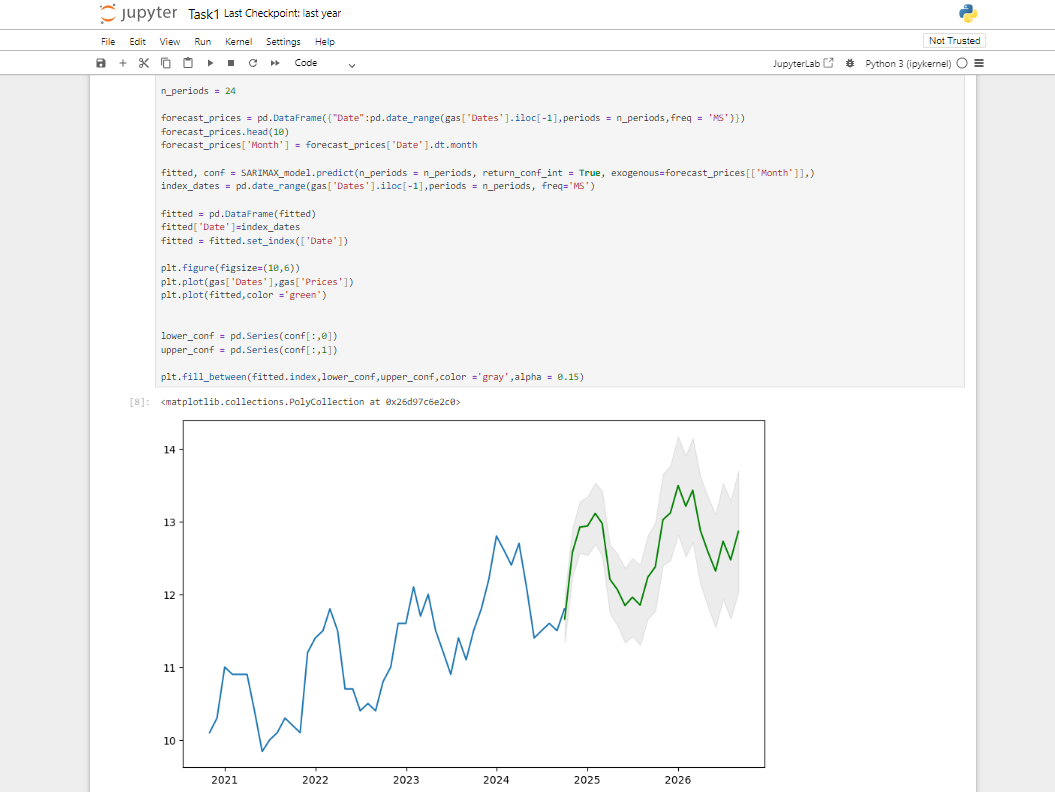 jupyter Task1 Last Checkpoint: last year
File Edit View Run Kernel Settings Help
Not Trusted
Code
JupyterLab
Python 3 (ipykernel)
n_periods = 24
forecast_prices = pd.DataFrame({"Date":pd.date_range(gas['Dates'].iloc[-1],periods = n_periods,freq = 'MS')})
forecast_prices.head(10)
forecast_prices['Month'] = forecast_prices['Date'].dt.month
fitted, conf = SARIMAX_model.predict(n_periods = n_periods, return_conf_int = True, exogenous=forecast_prices[['Month']],)
index_dates = pd.date_range(gas['Dates'].iloc[-1],periods = n_periods, freq='MS')
fitted = pd.DataFrame(fitted)
fitted['Date']=index_dates
fitted = fitted.set_index(['Date'])
plt.figure(figsize=(10,6))
plt.plot(gas['Dates'],gas['Prices'])
plt.plot(fitted,color ='green')
lower_conf = pd.Series(conf[:,0])
upper_conf = pd.Series(conf[:,1])
plt.fill_between(fitted.index,lower_conf,upper_conf,color ='gray',alpha = 0.15)
[8]: <matplotlib.collections.PolyCollection at 0x26d97c6e2c0>
14
13
12
11
10
2021 2022 2023 2024 2025 2026